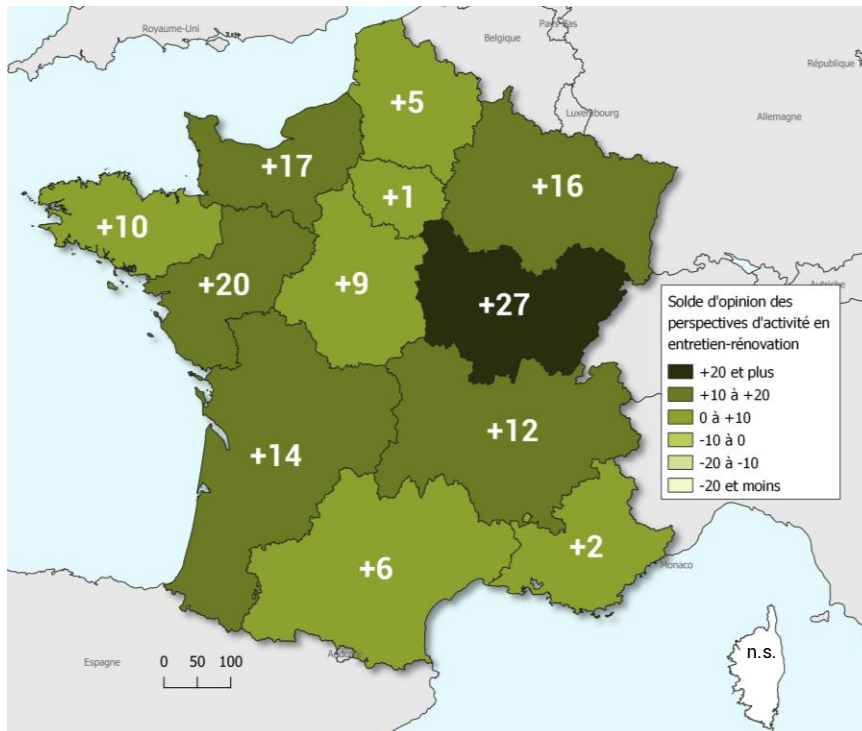 Royaume-Uni
Pays-Bas
Belgique
République
Luxembourg
Allemagne
+5
+17
+1
+16
+10
+20
+9
+27
Autriche
Solde d'opinion des
perspectives d'activité en
entretien-rénovation
+20 et plus
+10 à +20
0 à +10
-10 à 0
-20 à -10
-20 et moins
+14
+12
+6
+2
Monaco
Espagne
Andorre
0 50 100
n.s.